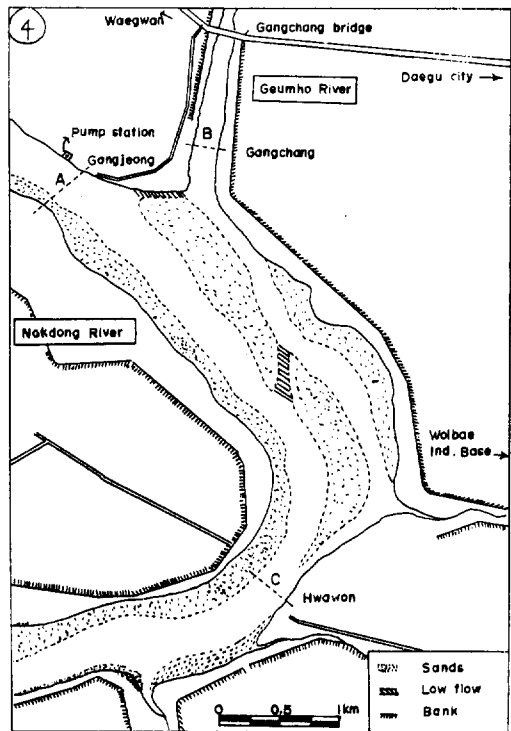 4
Waegwan
Gangchang bridge
Daegu city
Geumho River
Pump station
Gangjeong
B
Gangchang
A
Nakdong River
Wolbae
Ind. Base
C
Hwawon
Sands
Low flow
Bank
0 0.5 1km